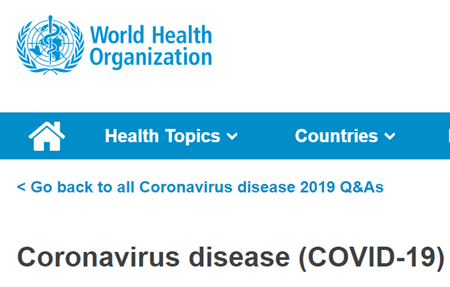 World Health
Organization
Health Topics
Countries
< Go back to all Coronavirus disease 2019 Q&As
Coronavirus disease (COVID-19)